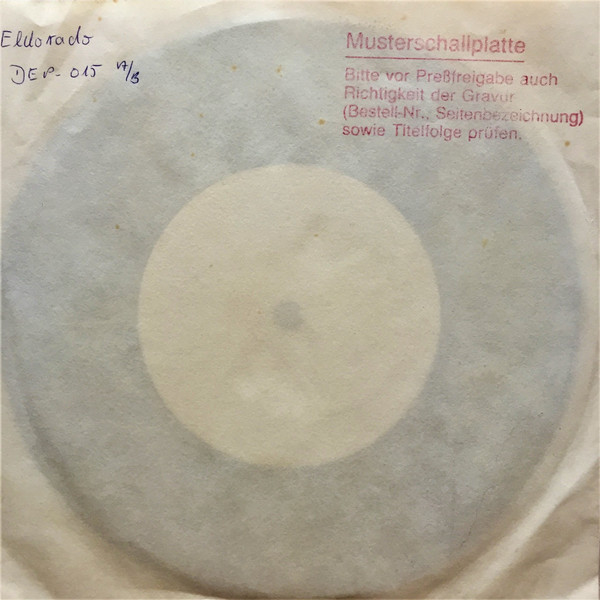 Eldorado
DEP-015 A/B
Musterschallplatte
Bitte vor Preßfreigabe auch
Richtigkeit der Gravur
(Bestell-Nr., Seitenbezeichnung)
sowie Titelfolge prüfen.